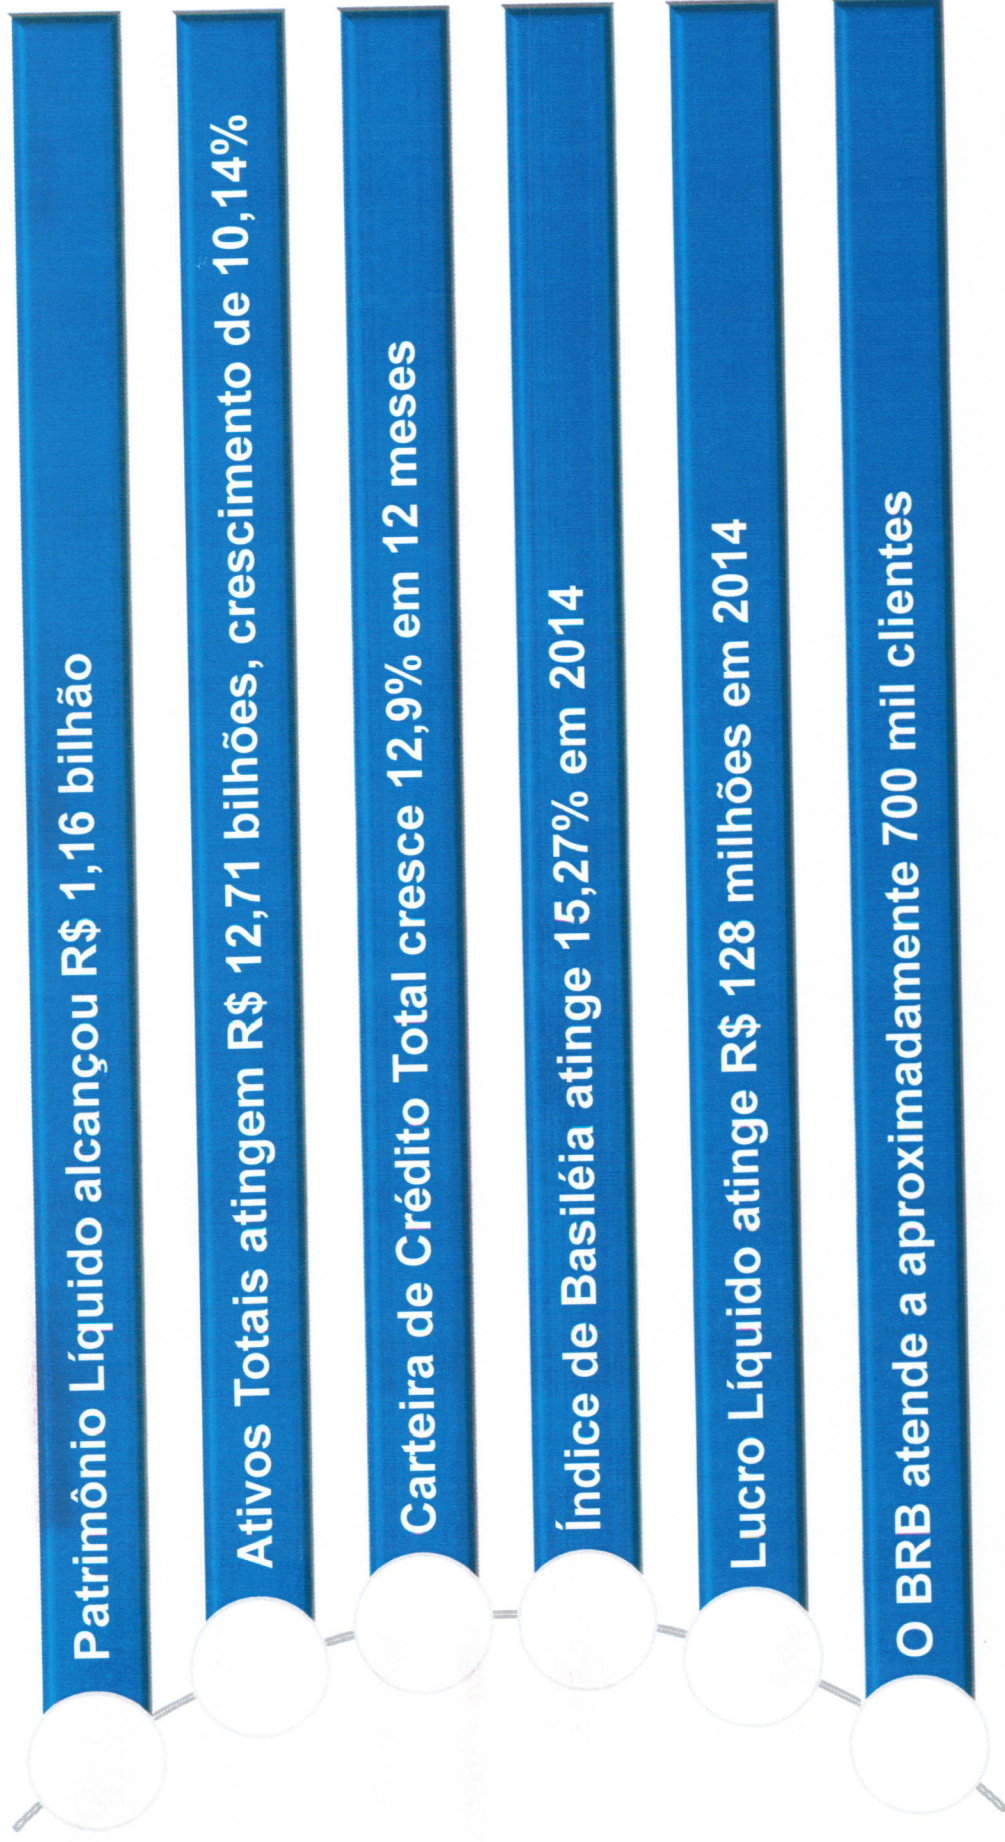 Patrimônio Líquido alcançou R$ 1,16 bilhão
Ativos Totais atingem R$ 12,71 bilhões, crescimento de 10,14%
Carteira de Crédito Total cresce 12,9% em 12 meses
Índice de Basiléia atinge 15,27% em 2014
Lucro Líquido atinge R$ 128 milhões em 2014
O BRB atende a aproximadamente 700 mil clientes